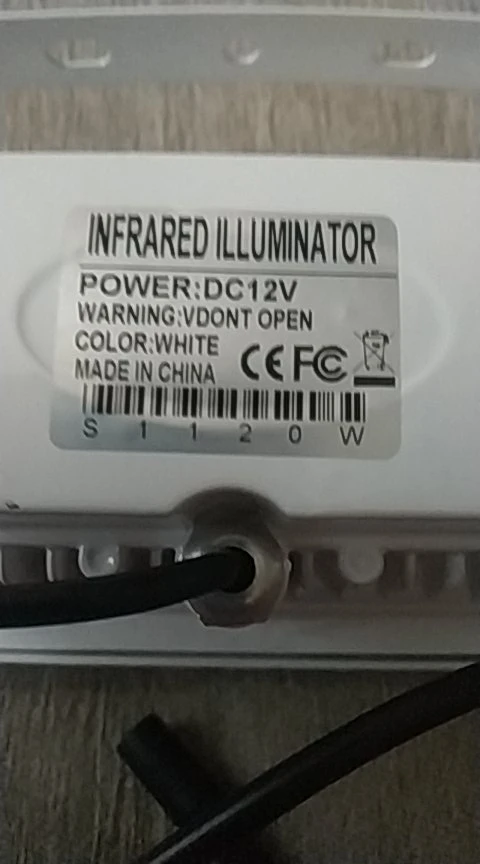 INFRARED ILLUMINATOR
POWER:DC12V
WARNING:VDONT OPEN
COLOR:WHITE
MADE IN CHINA
CE FC
S 1 1 2 0 W